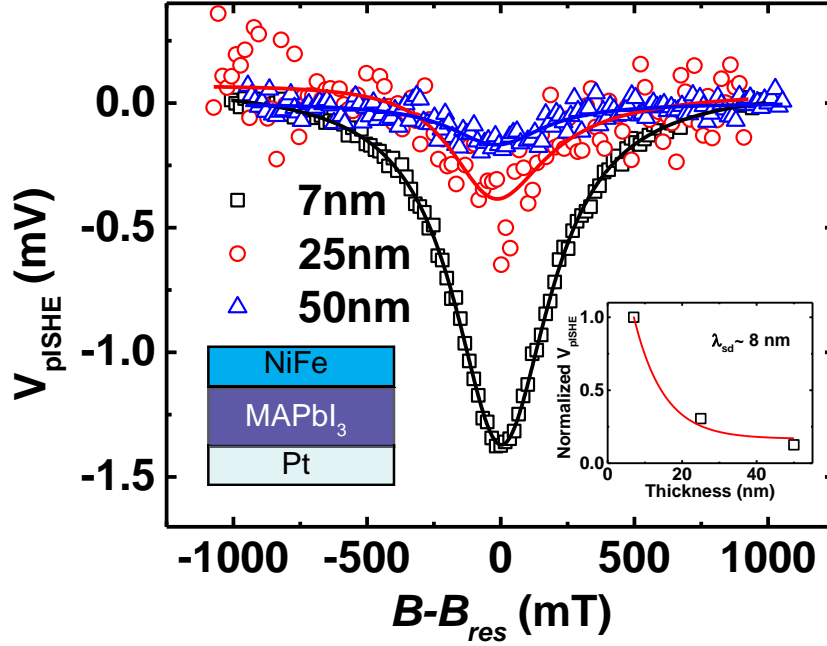 0.0
-0.5
-1.0
-1.5
V_pISHE (mV)
7nm
25nm
50nm
NiFe
MAPbI₃
Pt
1.0
0.5
0.0
Normalized V_pISHE
λ_sd~ 8 nm
0
20
40
Thickness (nm)
-1000
-500
0
500
1000
B-B_res (mT)